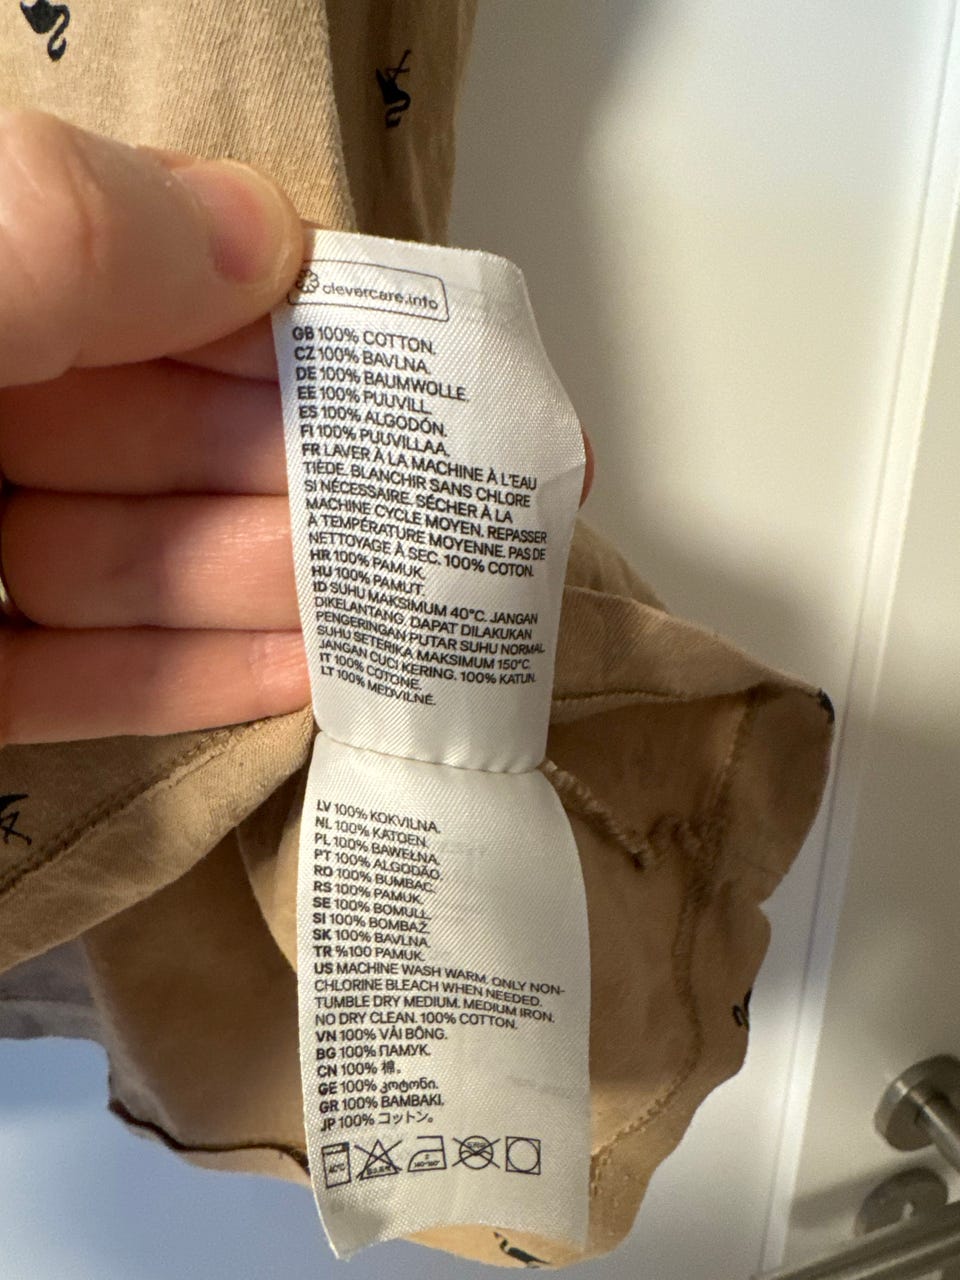 clevercare.info
GB 100% COTTON.
CZ 100% BAVLNA.
DE 100% BAUMWOLLE.
EE 100% PUUVILL.
ES 100% ALGODÓN.
FI 100% PUUVILLAA.
FR LAVER À LA MACHINE À L'EAU
TIÈDE. BLANCHIR SANS CHLORE
SI NÉCESSAIRE. SÉCHER À LA
MACHINE CYCLE MOYEN. REPASSER
À TEMPÉRATURE MOYENNE. PAS DE
NETTOYAGE À SEC. 100% COTON.
HR 100% PAMUK.
HU 100% PAMUT.
ID SUHU MAKSIMUM 40°C. JANGAN
DIKELANTANG. DAPAT DILAKUKAN
PENGERINGAN PUTAR SUHU NORMAL.
SUHU SETERIKA MAKSIMUM 150°C.
JANGAN CUCI KERING. 100% KATUN.
IT 100% COTONE.
LT 100% MEDVILNĖ.
LV 100% KOKVILNA.
NL 100% KATOEN.
PL 100% BAWEŁNA.
PT 100% ALGODÃO.
RO 100% BUMBAC.
RS 100% PAMUK.
SE 100% BOMULL.
SI 100% BOMBAŽ.
SK 100% BAVLNA.
TR %100 PAMUK.
US MACHINE WASH WARM. ONLY NON-
CHLORINE BLEACH WHEN NEEDED.
TUMBLE DRY MEDIUM. MEDIUM IRON.
NO DRY CLEAN. 100% COTTON.
VN 100% VẢI BÔNG.
BG 100% ПАМУК.
CN 100% 棉。
GE 100% კოტონი.
GR 100% ΒΑΜΒΑΚΙ.
JP 100% コットン。